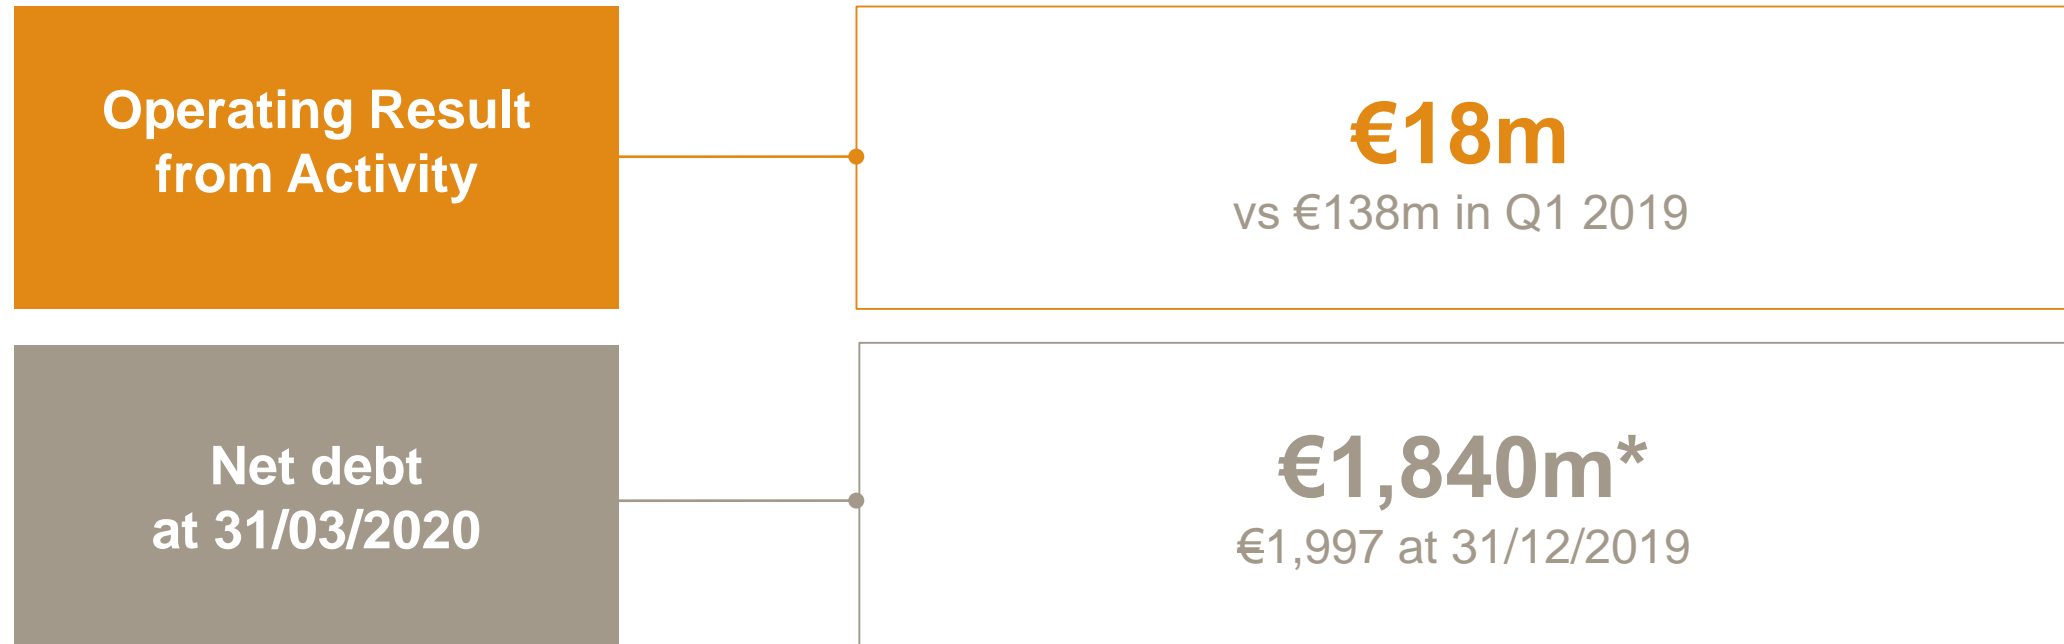 Operating Result
from Activity
€18m
vs €138m in Q1 2019
Net debt
at 31/03/2020
€1,840m*
€1,997 at 31/12/2019